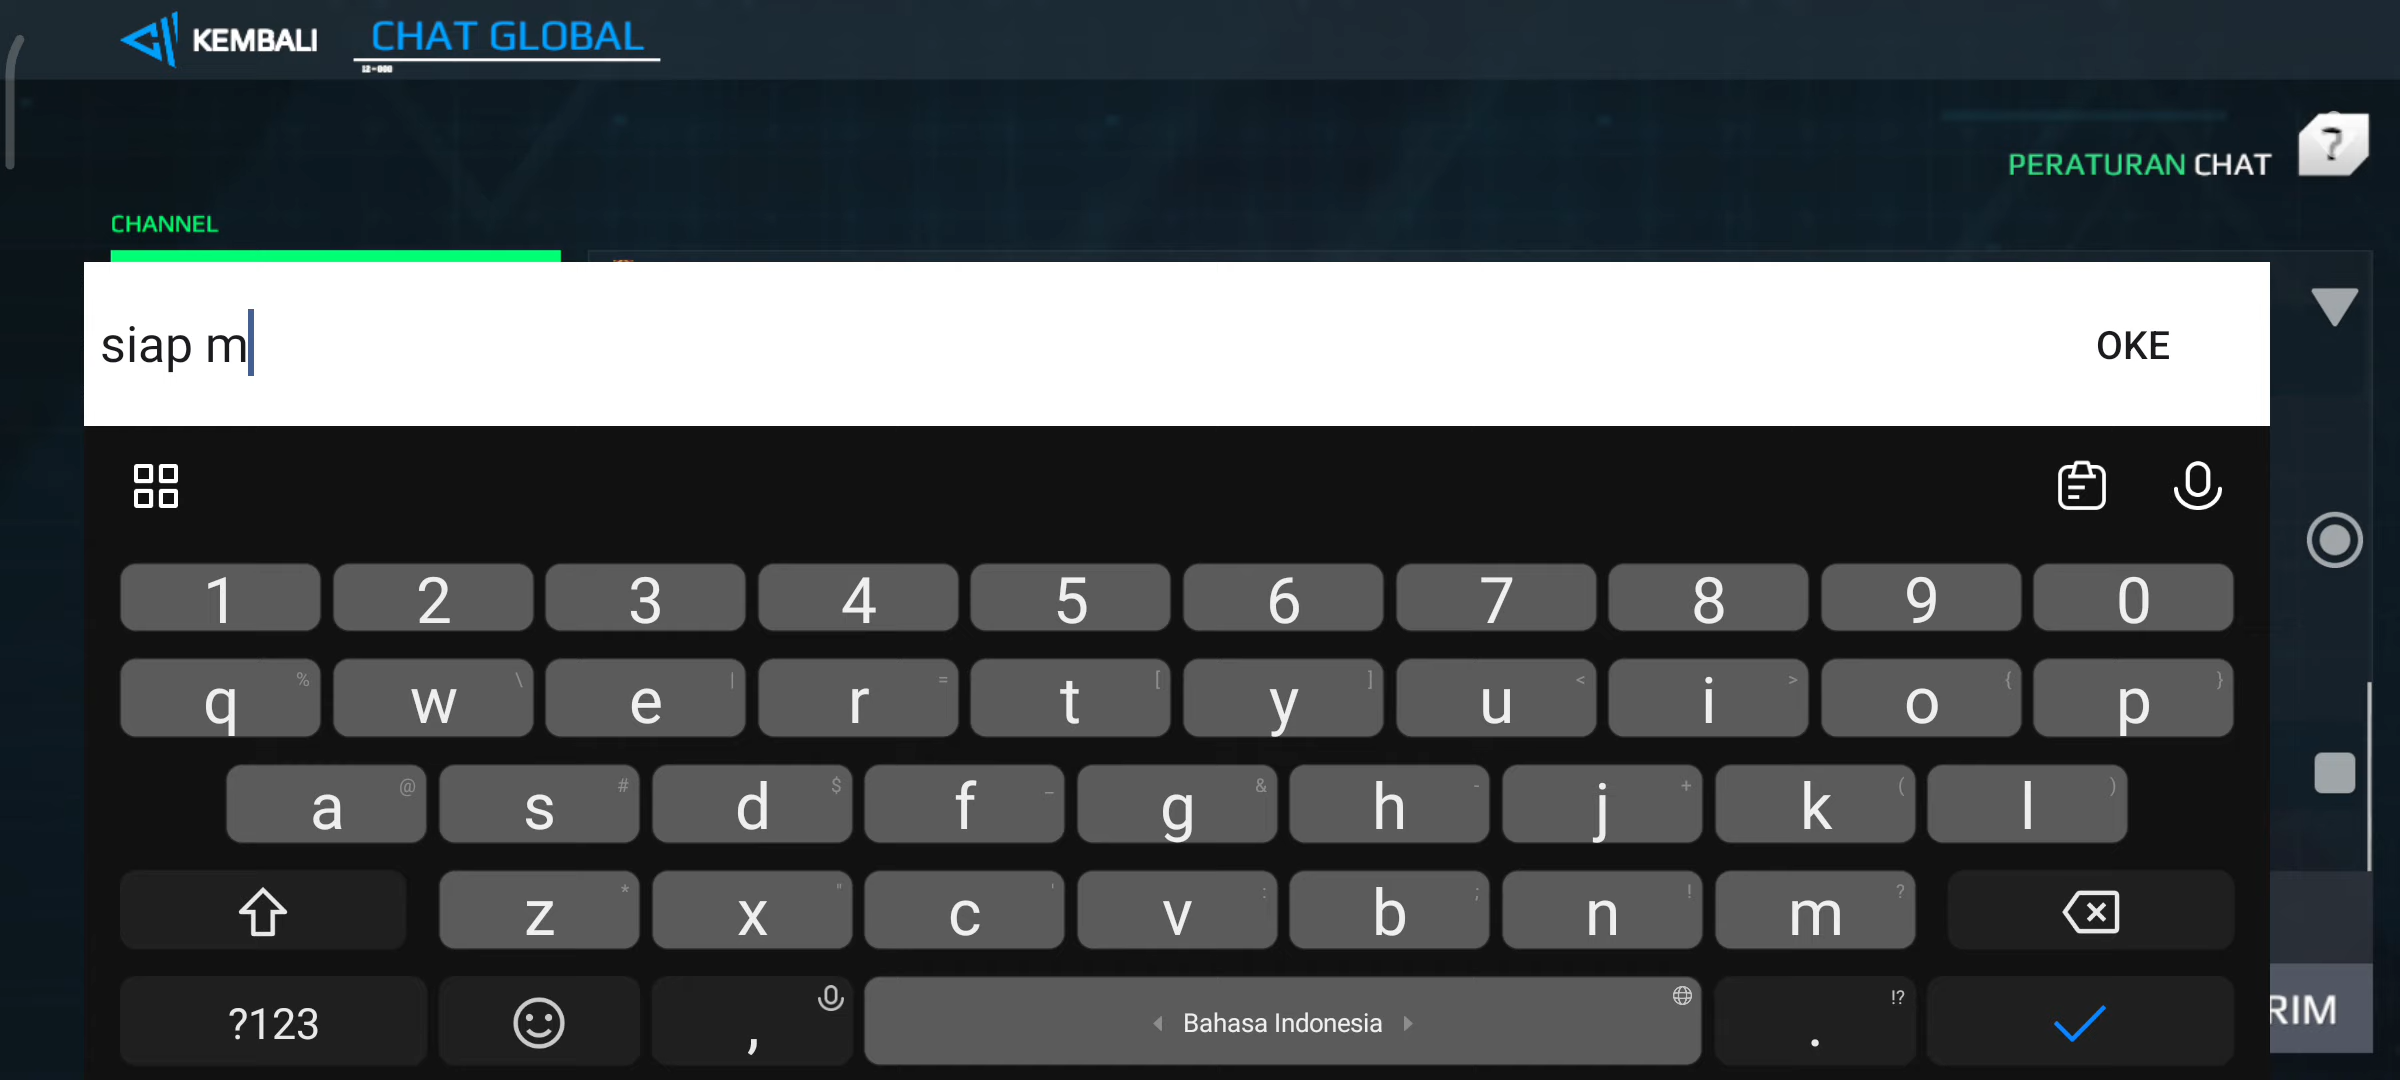 KEMBALI
CHAT GLOBAL
PERATURAN CHAT
?
CHANNEL
siap m
OKE
1 2 3 4 5 6 7 8 9 0
q % w \ e | r = t [ y ] u < i > o { p }
a @ s # d $ f _ g & h - j + k ( l )
z * x " c ' v : b ; n ! m ?
?123 , Bahasa Indonesia . !?
RIM